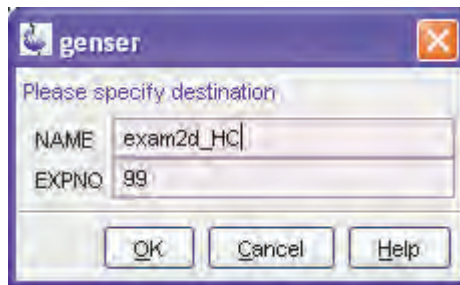 genser
Please specify destination
NAME exam2d_HC
EXPNO 99
OK Cancel Help